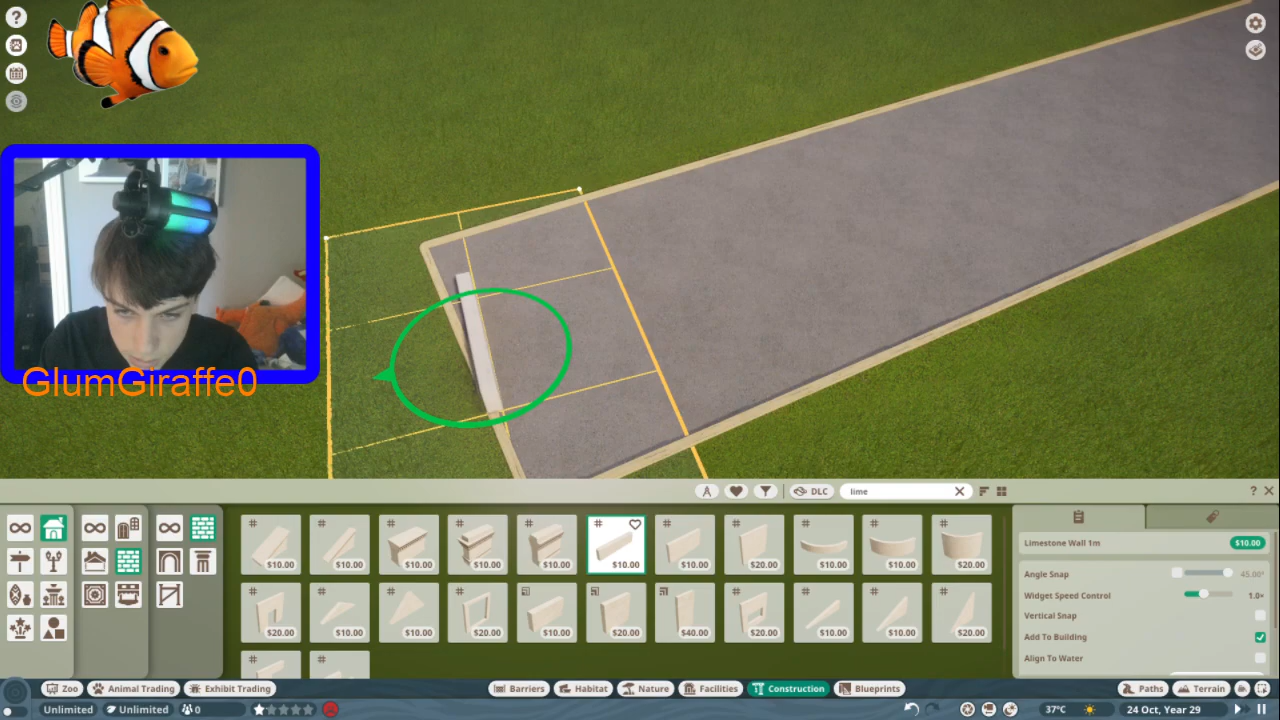 ?
GlumGiraffe0
DLC
lime
?
$10.00 $10.00 $10.00 $10.00 $10.00 $10.00 $10.00 $20.00 $10.00 $10.00 $20.00
$20.00 $10.00 $10.00 $20.00 $10.00 $20.00 $40.00 $20.00 $10.00 $10.00 $20.00
Limestone Wall 1m $10.00
Angle Snap 45.00°
Widget Speed Control 1.0×
Vertical Snap
Add To Building
Align To Water
Zoo Animal Trading Exhibit Trading Barriers Habitat Nature Facilities Construction Blueprints Paths Terrain
Unlimited Unlimited 0 37°C 24 Oct, Year 29